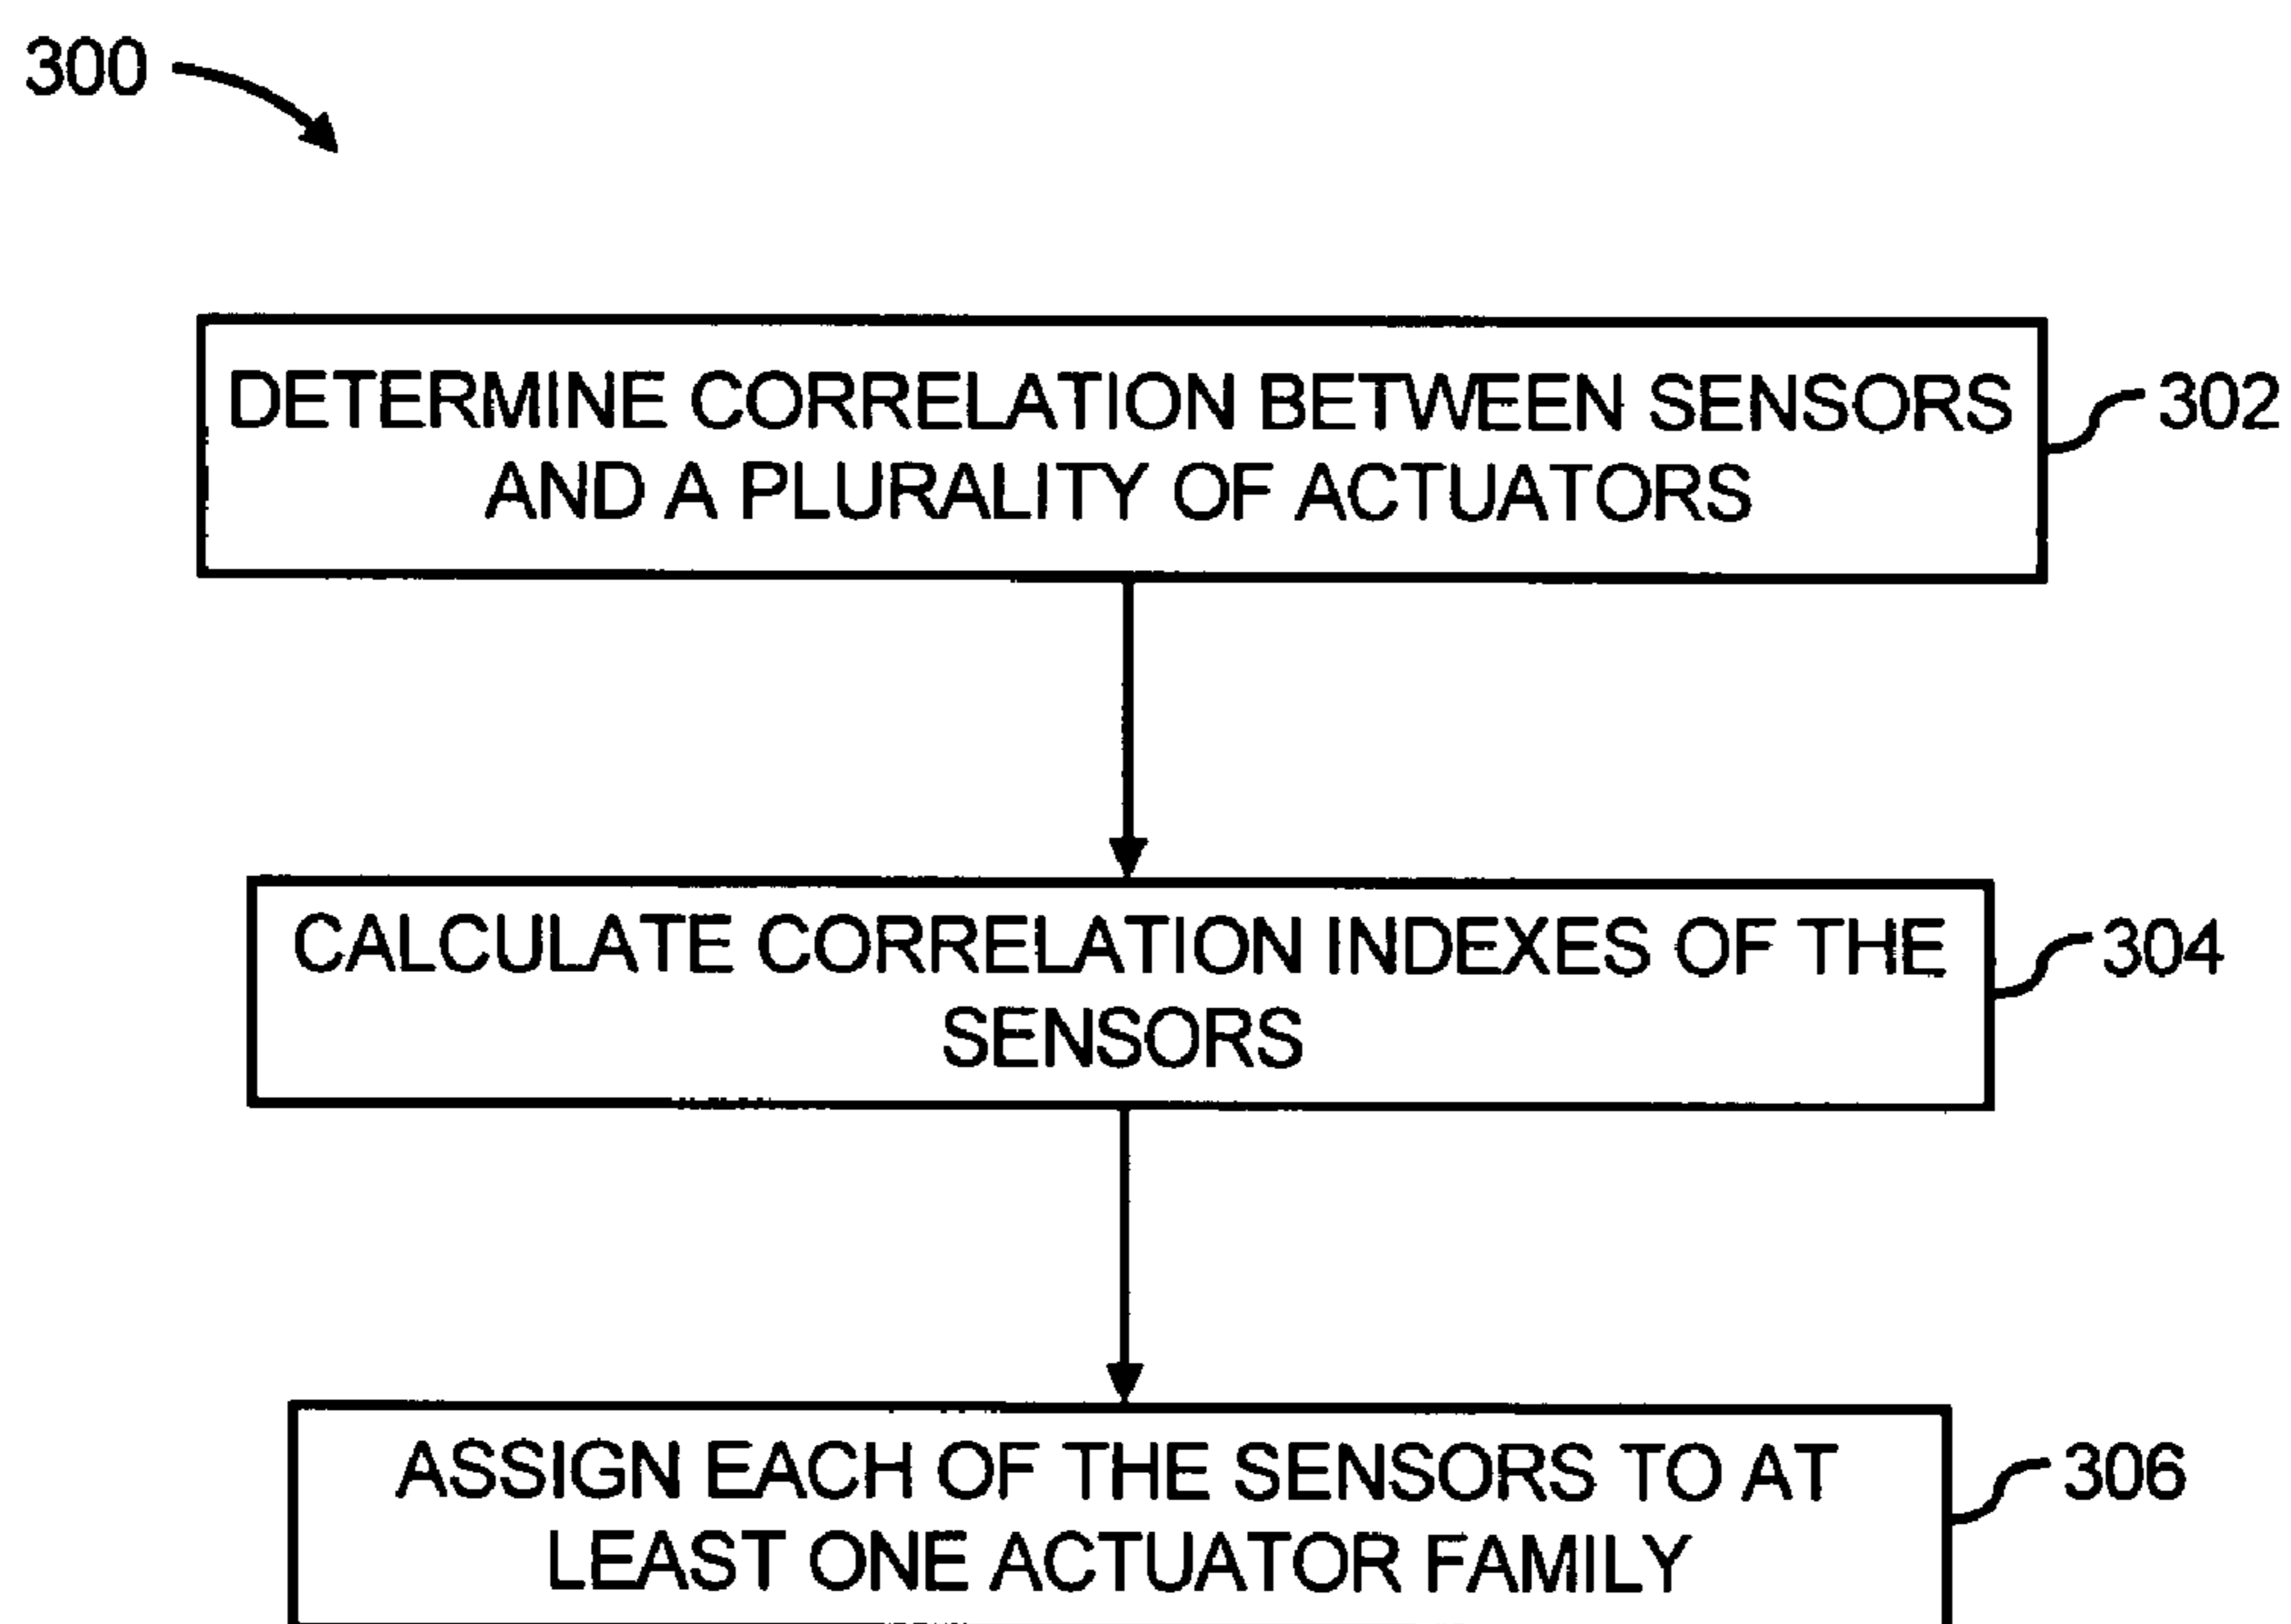 300
DETERMINE CORRELATION BETWEEN SENSORS
AND A PLURALITY OF ACTUATORS
302
CALCULATE CORRELATION INDEXES OF THE
SENSORS
304
ASSIGN EACH OF THE SENSORS TO AT
LEAST ONE ACTUATOR FAMILY
306